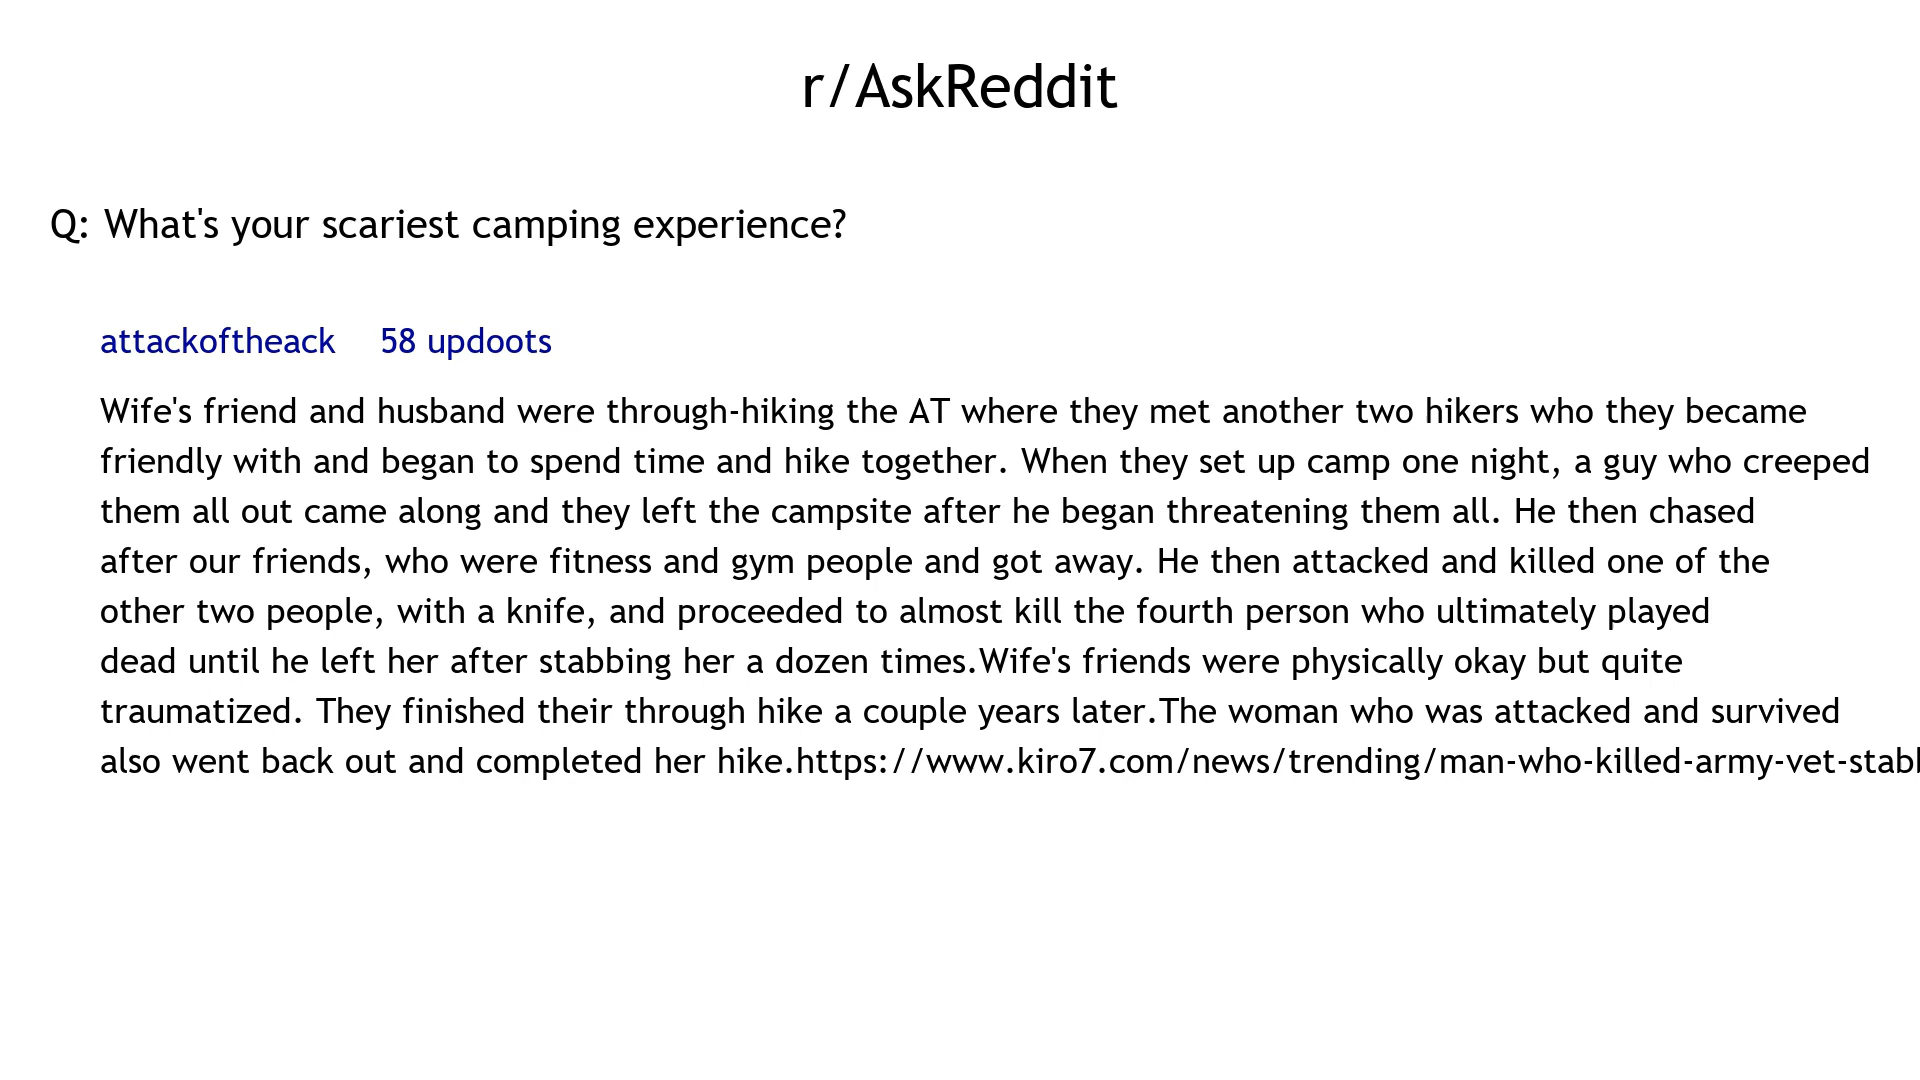 r/AskReddit
Q: What's your scariest camping experience?
attackoftheack 58 updoots
Wife's friend and husband were through-hiking the AT where they met another two hikers who they became
friendly with and began to spend time and hike together. When they set up camp one night, a guy who creeped
them all out came along and they left the campsite after he began threatening them all. He then chased
after our friends, who were fitness and gym people and got away. He then attacked and killed one of the
other two people, with a knife, and proceeded to almost kill the fourth person who ultimately played
dead until he left her after stabbing her a dozen times.Wife's friends were physically okay but quite
traumatized. They finished their through hike a couple years later.The woman who was attacked and survived
also went back out and completed her hike.https://www.kiro7.com/news/trending/man-who-killed-army-vet-stab